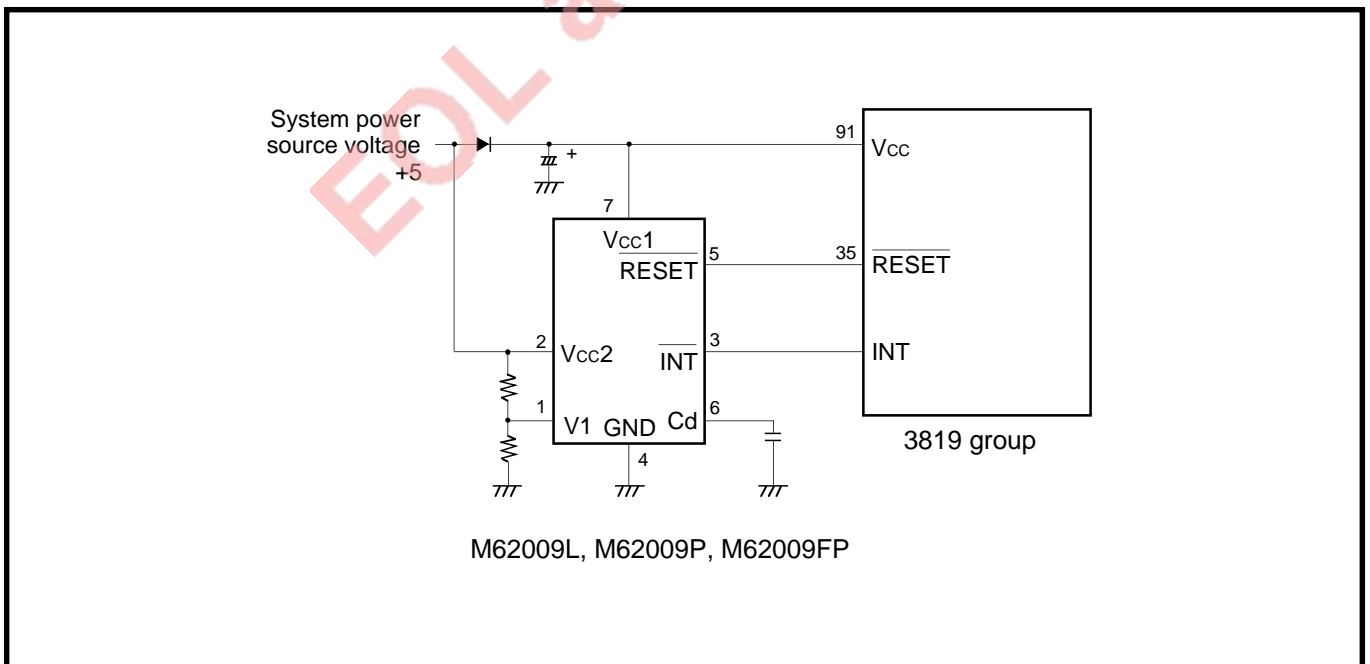 EOL a
System power
source voltage
+5
+
91
VCC
7
VCC1
RESET
5
35
RESET
2
VCC2
INT
3
INT
1
V1
GND
Cd
6
4
3819 group
M62009L, M62009P, M62009FP